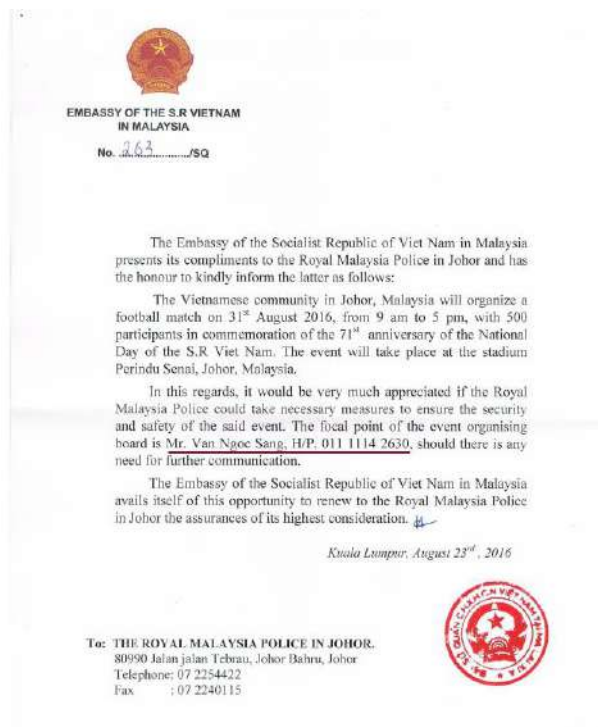 EMBASSY OF THE S.R VIETNAM
IN MALAYSIA
No. 263 /SQ
The Embassy of the Socialist Republic of Viet Nam in Malaysia
presents its compliments to the Royal Malaysia Police in Johor and has
the honour to kindly inform the latter as follows:
The Vietnamese community in Johor, Malaysia will organize a
football match on 31st August 2016, from 9 am to 5 pm, with 500
participants in commemoration of the 71st anniversary of the National
Day of the S.R Viet Nam. The event will take place at the stadium
Perindu Senai, Johor, Malaysia.
In this regards, it would be very much appreciated if the Royal
Malaysia Police could take necessary measures to ensure the security
and safety of the said event. The focal point of the event organising
board is Mr. Van Ngoc Sang, H/P. 011 1114 2630, should there is any
need for further communication.
The Embassy of the Socialist Republic of Viet Nam in Malaysia
avails itself of this opportunity to renew to the Royal Malaysia Police
in Johor the assurances of its highest consideration.
Kuala Lumpur, August 23rd, 2016
To: THE ROYAL MALAYSIA POLICE IN JOHOR.
80990 Jalan jalan Tebrau, Johor Bahru, Johor
Telephone: 07 2254422
Fax : 07 2240115